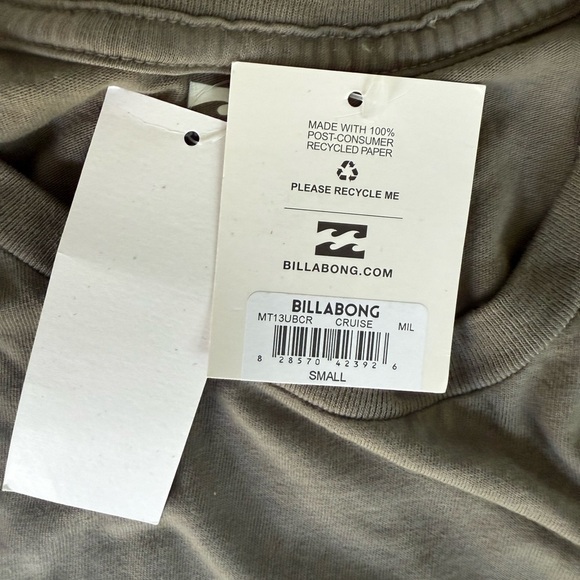 MADE WITH 100%
POST-CONSUMER
RECYCLED PAPER
PLEASE RECYCLE ME
BILLABONG.COM
BILLABONG
MT13UBCR CRUISE MIL
8 28570 42392 6
SMALL